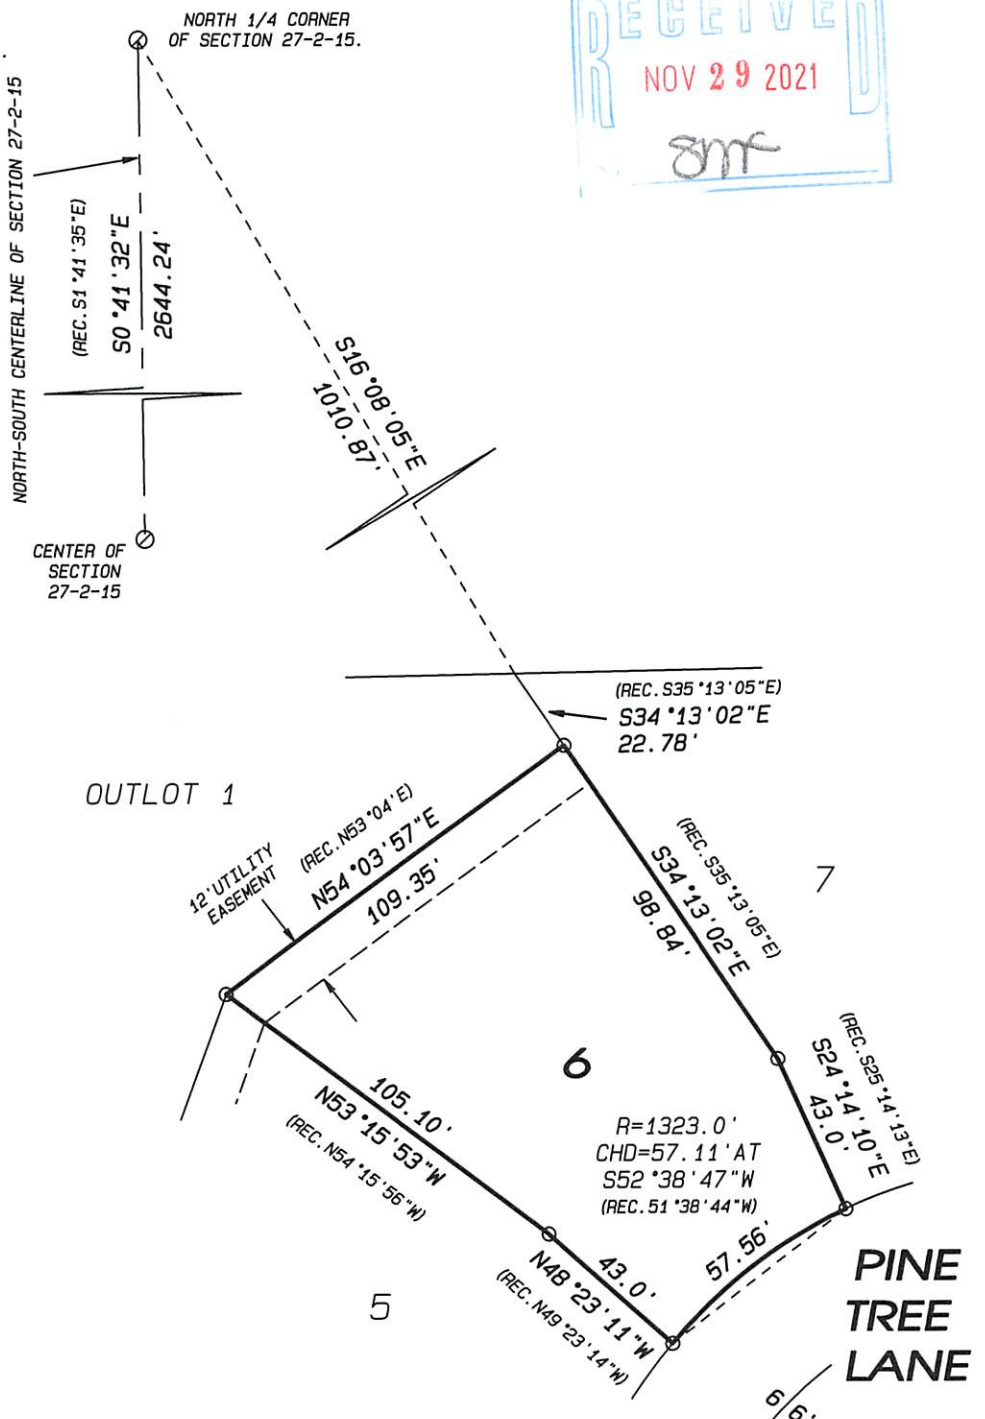 NORTH 1/4 CORNER
OF SECTION 27-2-15.
RECEIVED
NOV 29 2021
NORTH-SOUTH CENTERLINE OF SECTION 27-2-15
(REC.S1°41'35"E)
S0°41'32"E
2644.24'
S16°08'05"E
1010.87'
CENTER OF
SECTION
27-2-15
(REC.S35°13'05"E)
S34°13'02"E
22.78'
OUTLOT 1
12'UTILITY
EASEMENT
(REC.N53°04'E)
N54°03'57"E
109.35'
(REC.S35°13'05"E)
S34°13'02"E
98.84'
7
6
(REC.S25°14'13"E)
S24°14'10"E
43.0'
105.10'
N53°15'53"W
(REC.N54°15'56"W)
R=1323.0'
CHD=57.11'AT
S52°38'47"W
(REC.51°38'44"W)
57.56'
43.0'
N48°23'11"W
(REC.N49°23'14"W)
5
PINE
TREE
LANE
66'